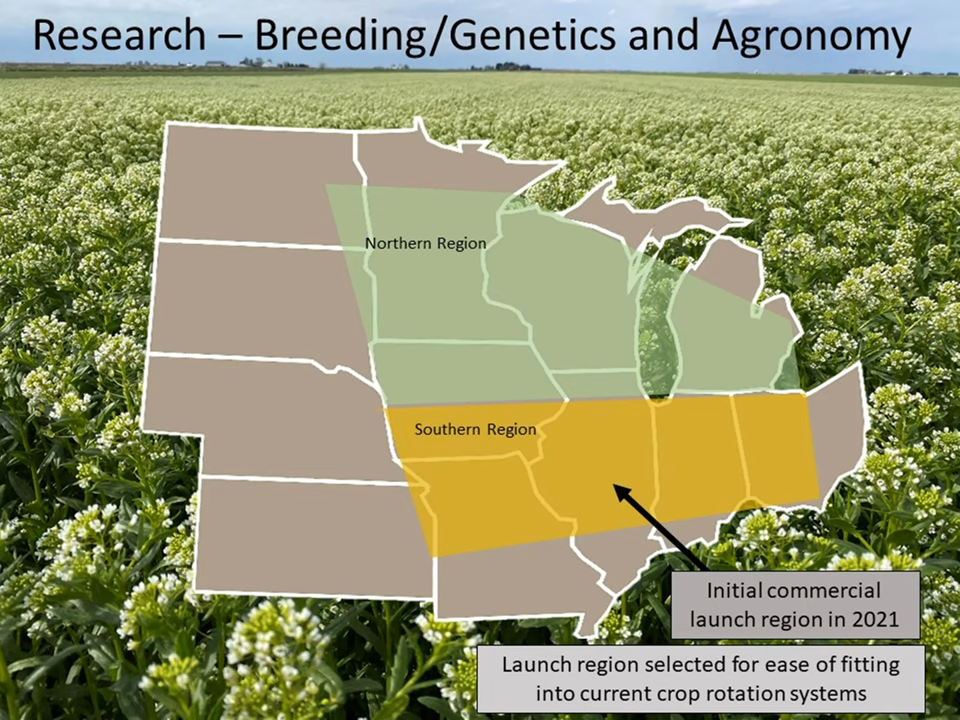 Research – Breeding/Genetics and Agronomy
Northern Region
Southern Region
Initial commercial
launch region in 2021
Launch region selected for ease of fitting
into current crop rotation systems